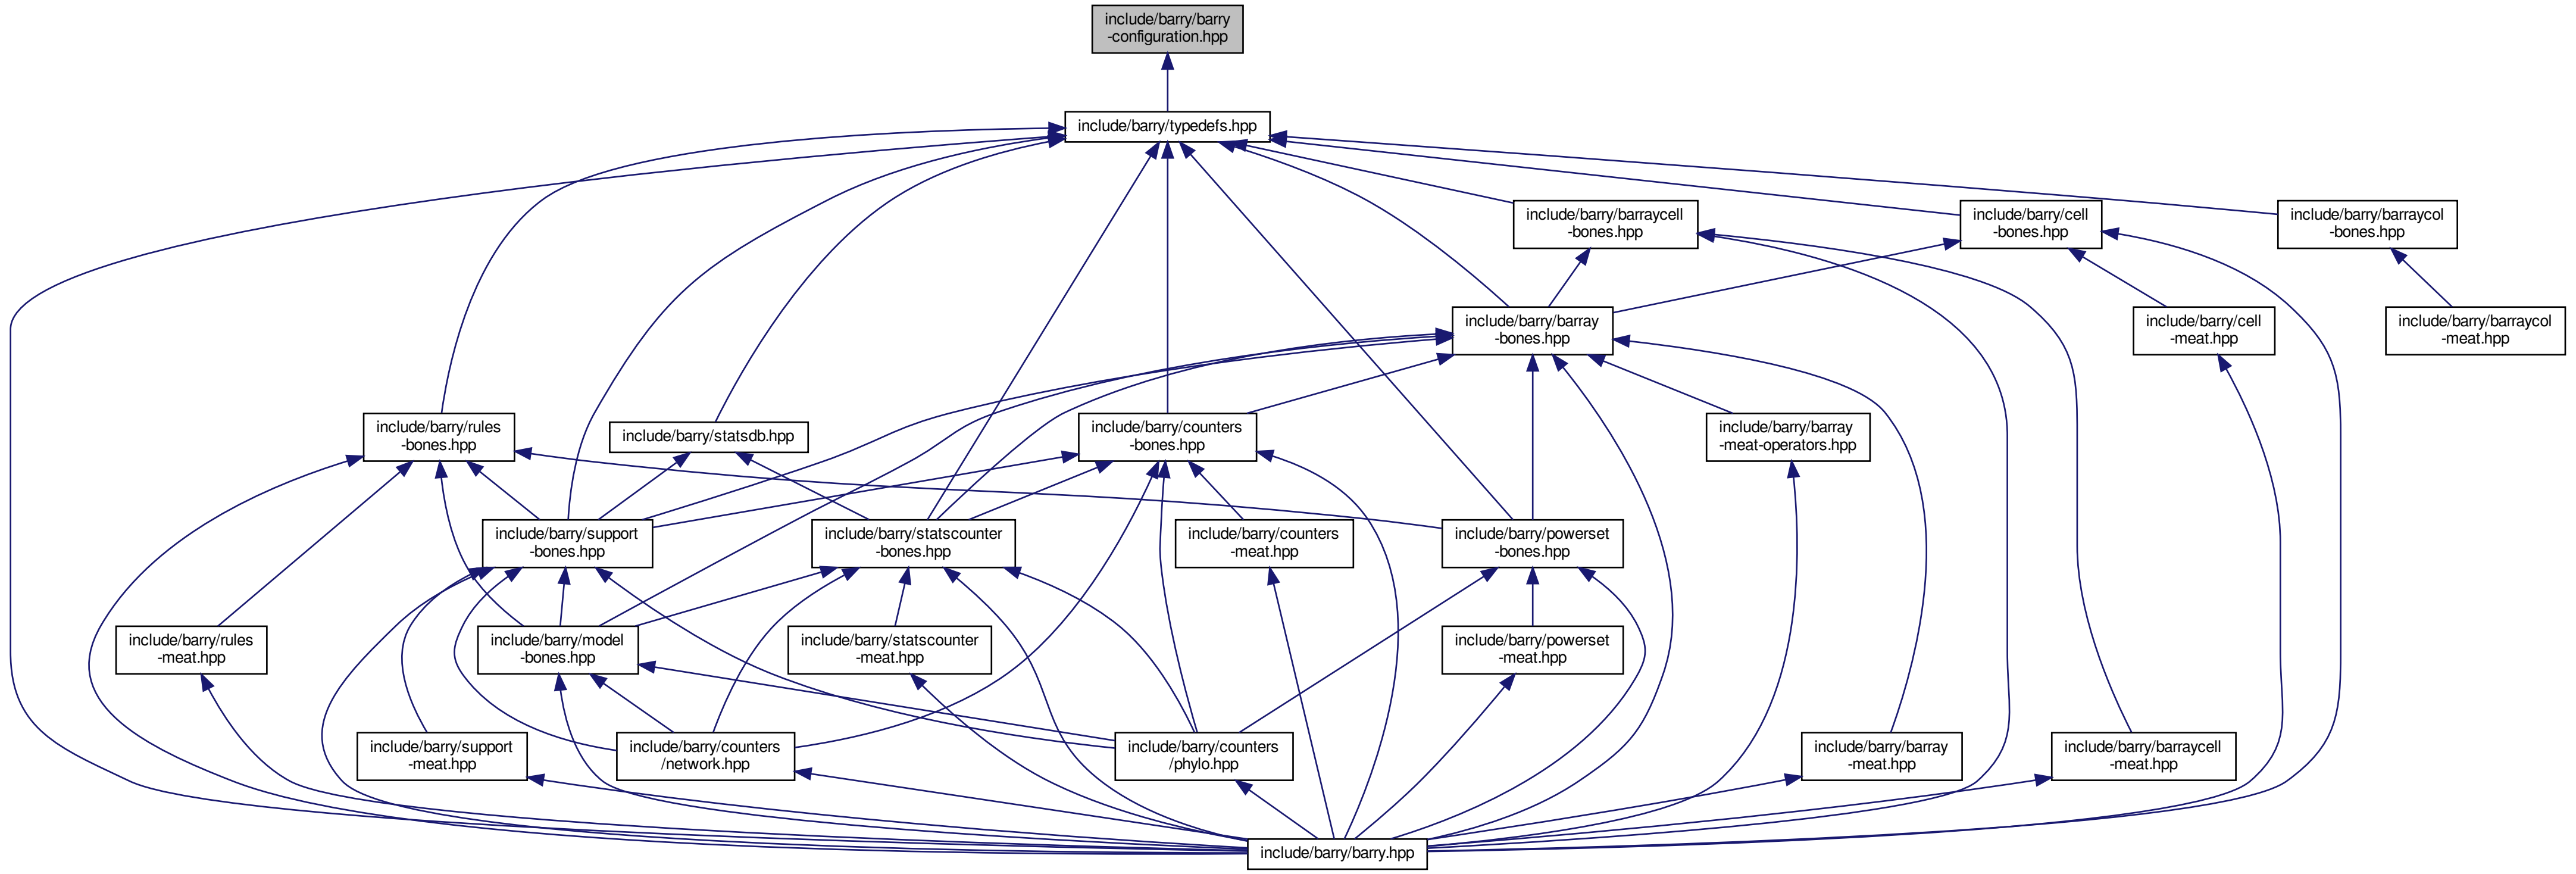 include/barry/barry
-configuration.hpp
include/barry/typedefs.hpp
include/barry/barraycell
-bones.hpp
include/barry/cell
-bones.hpp
include/barry/barraycol
-bones.hpp
include/barry/barray
-bones.hpp
include/barry/cell
-meat.hpp
include/barry/barraycol
-meat.hpp
include/barry/rules
-bones.hpp
include/barry/statsdb.hpp
include/barry/counters
-bones.hpp
include/barry/barray
-meat-operators.hpp
include/barry/support
-bones.hpp
include/barry/statscounter
-bones.hpp
include/barry/counters
-meat.hpp
include/barry/powerset
-bones.hpp
include/barry/rules
-meat.hpp
include/barry/model
-bones.hpp
include/barry/statscounter
-meat.hpp
include/barry/powerset
-meat.hpp
include/barry/support
-meat.hpp
include/barry/counters
/network.hpp
include/barry/counters
/phylo.hpp
include/barry/barray
-meat.hpp
include/barry/barraycell
-meat.hpp
include/barry/barry.hpp